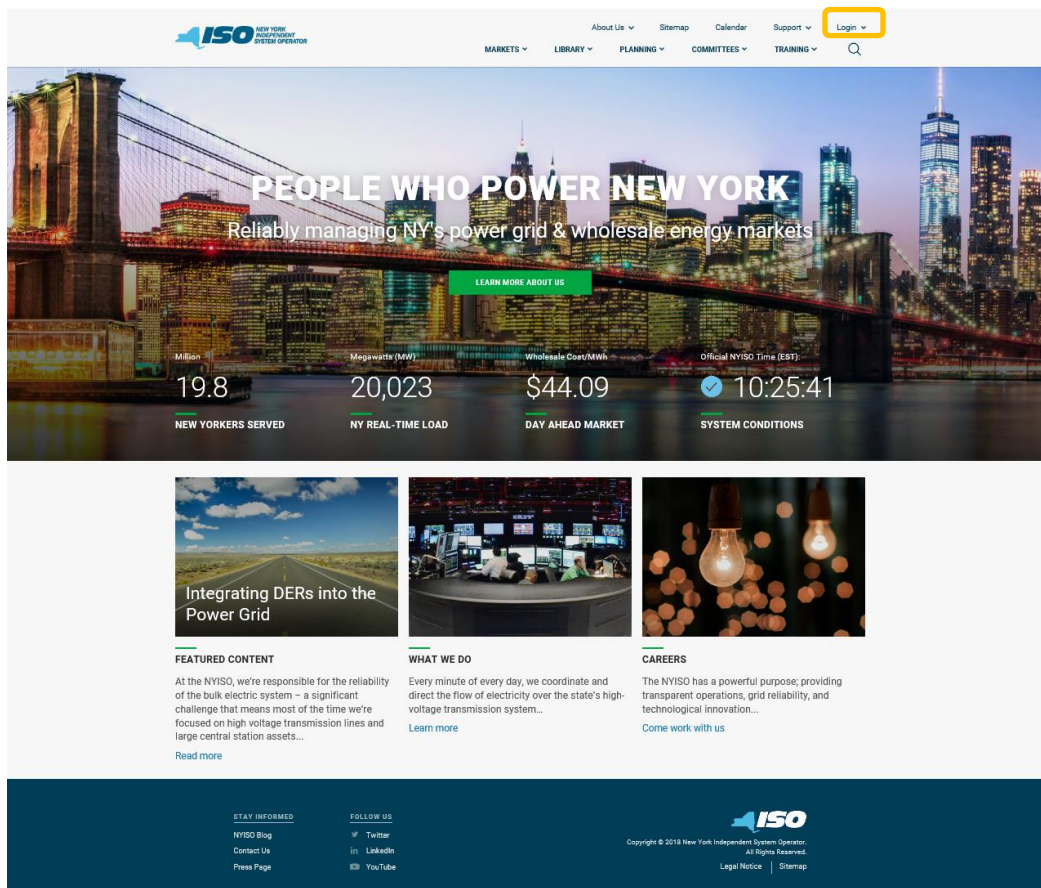 ISO NEW YORK
INDEPENDENT
SYSTEM OPERATOR
About Us Sitemap Calendar Support Login
MARKETS LIBRARY PLANNING COMMITTEES TRAINING
PEOPLE WHO POWER NEW YORK
Reliably managing NY's power grid & wholesale energy markets
LEARN MORE ABOUT US
Million
19.8
NEW YORKERS SERVED
Megawatts (MW)
20,023
NY REAL-TIME LOAD
Wholesale Cost/MWh
$44.09
DAY AHEAD MARKET
Official NYISO Time (EST):
10:25:41
SYSTEM CONDITIONS
Integrating DERs into the
Power Grid
FEATURED CONTENT
At the NYISO, we're responsible for the reliability
of the bulk electric system – a significant
challenge that means most of the time we're
focused on high voltage transmission lines and
large central station assets...
Read more
WHAT WE DO
Every minute of every day, we coordinate and
direct the flow of electricity over the state's high-
voltage transmission system...
Learn more
CAREERS
The NYISO has a powerful purpose; providing
transparent operations, grid reliability, and
technological innovation...
Come work with us
STAY INFORMED
NYISO Blog
Contact Us
Press Page
FOLLOW US
Twitter
in LinkedIn
YouTube
ISO
Copyright © 2018 New York Independent System Operator.
All Rights Reserved.
Legal Notice | Sitemap